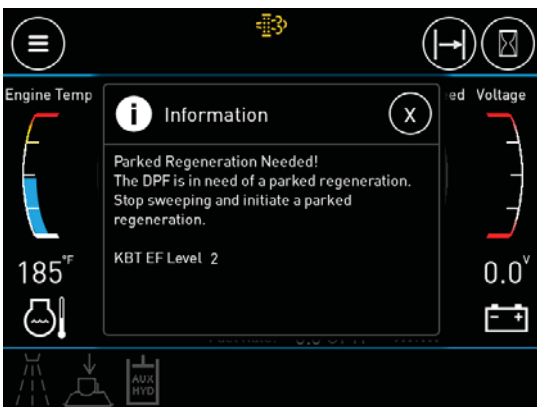 Engine Temp
ed Voltage
i Information X
Parked Regeneration Needed!
The DPF is in need of a parked regeneration.
Stop sweeping and initiate a parked
regeneration.
KBT EF Level 2
185°F
0.0V
AUX
HYD